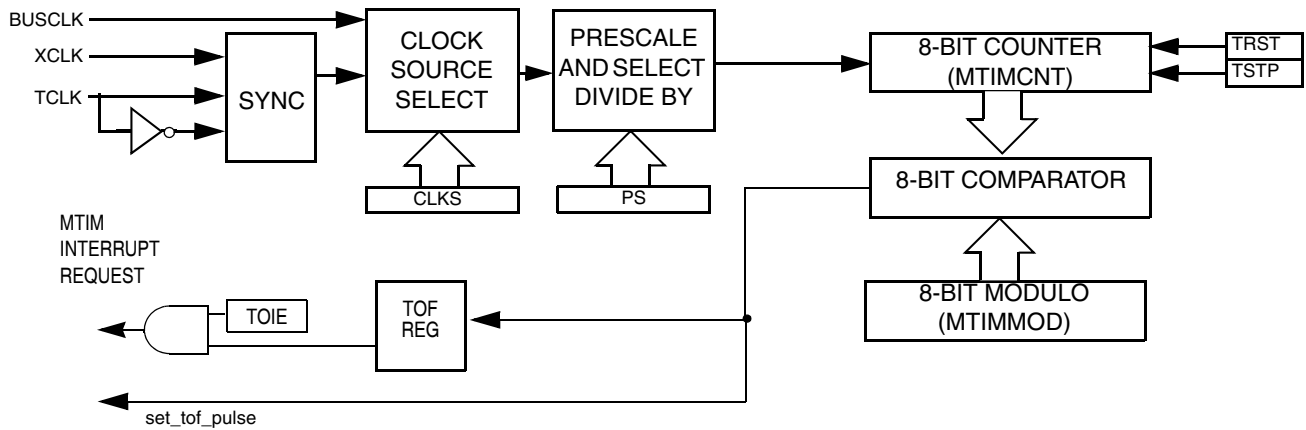 BUSCLK
XCLK
TCLK
SYNC
CLOCK
SOURCE
SELECT
CLKS
PRESCALE
AND SELECT
DIVIDE BY
PS
8-BIT COUNTER
(MTIMCNT)
TRST
TSTP
8-BIT COMPARATOR
8-BIT MODULO
(MTIMMOD)
MTIM
INTERRUPT
REQUEST
TOIE
TOF
REG
set_tof_pulse